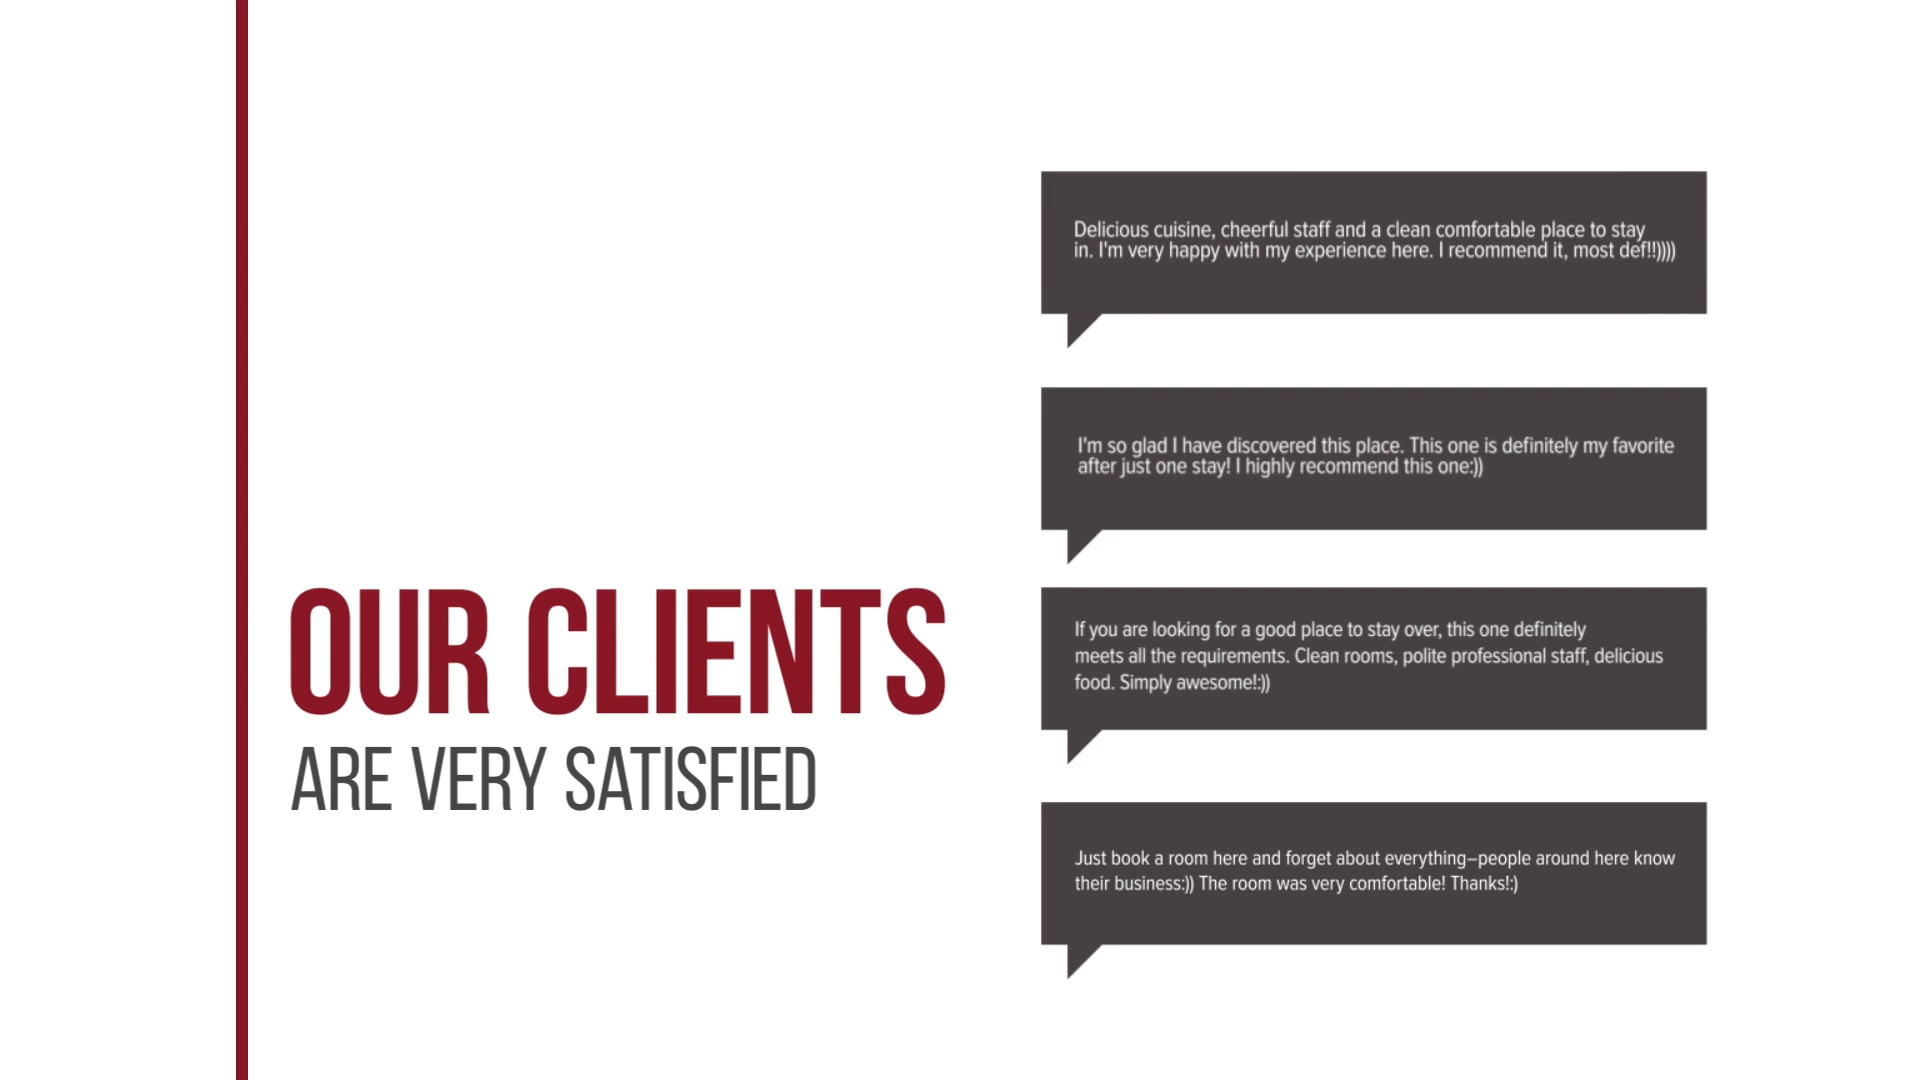 OUR CLIENTS
ARE VERY SATISFIED
Delicious cuisine, cheerful staff and a clean comfortable place to stay
in. I'm very happy with my experience here. I recommend it, most def!!))))
I'm so glad I have discovered this place. This one is definitely my favorite
after just one stay! I highly recommend this one:))
If you are looking for a good place to stay over, this one definitely
meets all the requirements. Clean rooms, polite professional staff, delicious
food. Simply awesome!:))
Just book a room here and forget about everything–people around here know
their business:)) The room was very comfortable! Thanks!:)